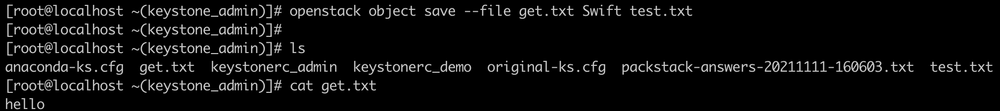 [root@localhost ~(keystone_admin)]# openstack object save --file get.txt Swift test.txt
[root@localhost ~(keystone_admin)]#
[root@localhost ~(keystone_admin)]# ls
anaconda-ks.cfg  get.txt  keystonerc_admin  keystonerc_demo  original-ks.cfg  packstack-answers-20211111-160603.txt  test.txt
[root@localhost ~(keystone_admin)]# cat get.txt
hello